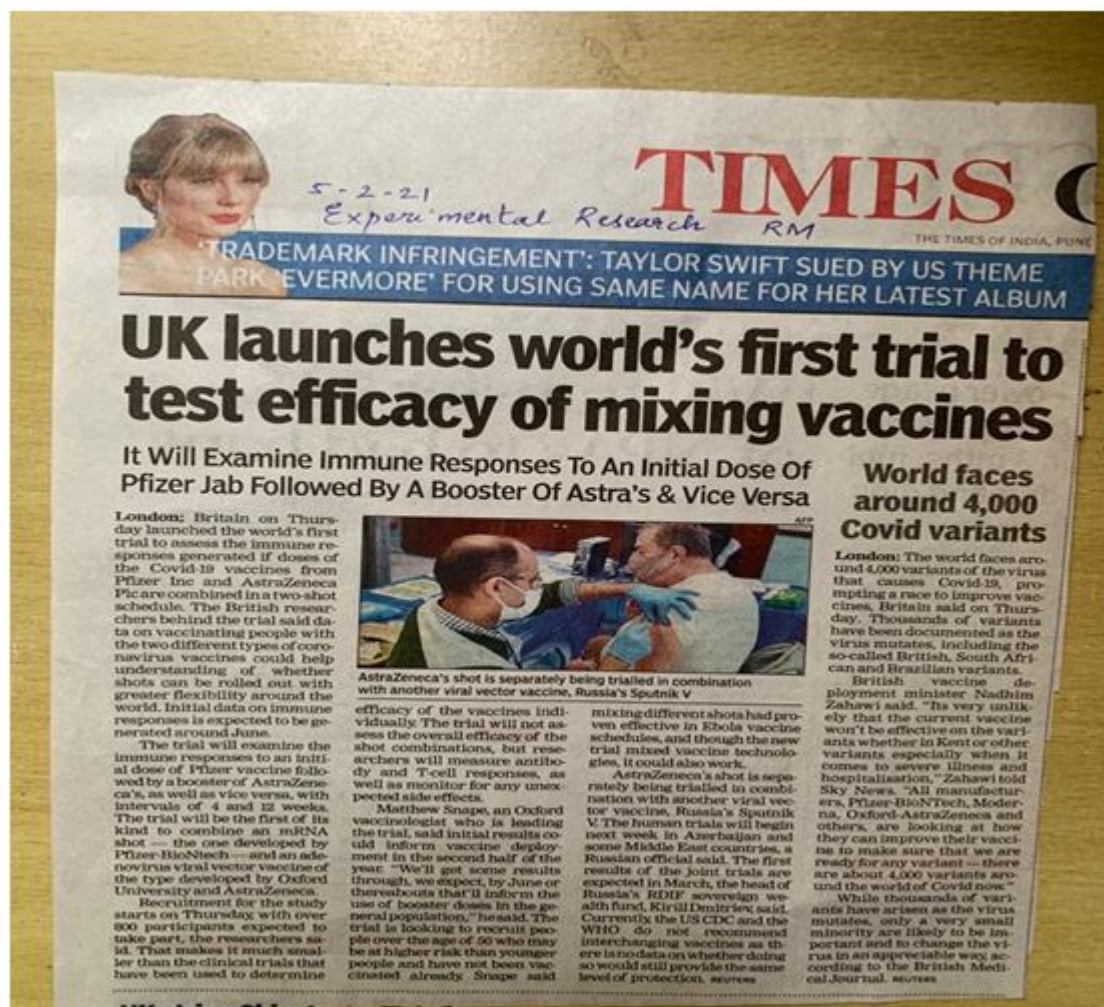 5-2-21
Experimental Research RM
TIMES
THE TIMES OF INDIA, PUNE
'TRADEMARK INFRINGEMENT': TAYLOR SWIFT SUED BY US THEME
PARK 'EVERMORE' FOR USING SAME NAME FOR HER LATEST ALBUM
UK launches world's first trial to
test efficacy of mixing vaccines
It Will Examine Immune Responses To An Initial Dose Of
Pfizer Jab Followed By A Booster Of Astra's & Vice Versa
London: Britain on Thurs-
day launched the world's first
trial to assess the immune re-
sponses generated if doses of
the Covid-19 vaccines from
Pfizer Inc and AstraZeneca
Plc are combined in a two-shot
schedule. The British resear-
chers behind the trial said da-
ta on vaccinating people with
the two different types of coro-
navirus vaccines could help
understanding of whether
shots can be rolled out with
greater flexibility around the
world. Initial data on immune
responses is expected to be ge-
nerated around June.
The trial will examine the
immune responses to an initi-
al dose of Pfizer vaccine follo-
wed by a booster of AstraZene-
ca's, as well as vice versa, with
intervals of 4 and 12 weeks.
The trial will be the first of its
kind to combine an mRNA
shot — the one developed by
Pfizer-BioNtech — and an ade-
novirus viral vector vaccine of
the type developed by Oxford
University and AstraZeneca.
Recruitment for the study
starts on Thursday, with over
800 participants expected to
take part, the researchers sa-
id. That makes it much smal-
ler than the clinical trials that
have been used to determine
AFP
AstraZeneca's shot is separately being trialled in combination
with another viral vector vaccine, Russia's Sputnik V
efficacy of the vaccines indi-
vidually. The trial will not as-
sess the overall efficacy of the
shot combinations, but rese-
archers will measure antibo-
dy and T-cell responses, as
well as monitor for any unex-
pected side effects.
Matthew Snape, an Oxford
vaccinologist who is leading
the trial, said initial results co-
uld inform vaccine deploy-
ment in the second half of the
year. "We'll get some results
through, we expect, by June or
thereabouts that'll inform the
use of booster doses in the ge-
neral population," he said. The
trial is looking to recruit peo-
ple over the age of 50 who may
be at higher risk than younger
people and have not been vac-
cinated already. Snape said
mixing different shots had pro-
ven effective in Ebola vaccine
schedules, and though the new
trial mixed vaccine technolo-
gies, it could also work.
AstraZeneca's shot is sepa-
rately being trialled in combi-
nation with another viral vec-
tor vaccine, Russia's Sputnik
V. The human trials will begin
next week in Azerbaijan and
some Middle East countries, a
Russian official said. The first
results of the joint trials are
expected in March, the head of
Russia's RDIF sovereign we-
alth fund, Kirill Dmitriev, said.
Currently, the US CDC and the
WHO do not recommend
interchanging vaccines as th-
ere is no data on whether doing
so would still provide the same
level of protection. REUTERS
World faces
around 4,000
Covid variants
London: The world faces aro-
und 4,000 variants of the virus
that causes Covid-19, pro-
mpting a race to improve vac-
cines, Britain said on Thurs-
day. Thousands of variants
have been documented as the
virus mutates, including the
so-called British, South Afri-
can and Brazilian variants.
British vaccine de-
ployment minister Nadhim
Zahawi said. "Its very unlik-
ely that the current vaccine
won't be effective on the vari-
ants whether in Kent or other
variants especially when it
comes to severe illness and
hospitalisation," Zahawi told
Sky News. "All manufactur-
ers, Pfizer-BioNTech, Moder-
na, Oxford-AstraZeneca and
others, are looking at how
they can improve their vacci-
ne to make sure that we are
ready for any variant — there
are about 4,000 variants aro-
und the world of Covid now."
While thousands of vari-
ants have arisen as the virus
mutates, only a very small
minority are likely to be im-
portant and to change the vi-
rus in an appreciable way, ac-
cording to the British Medi-
cal Journal. REUTERS